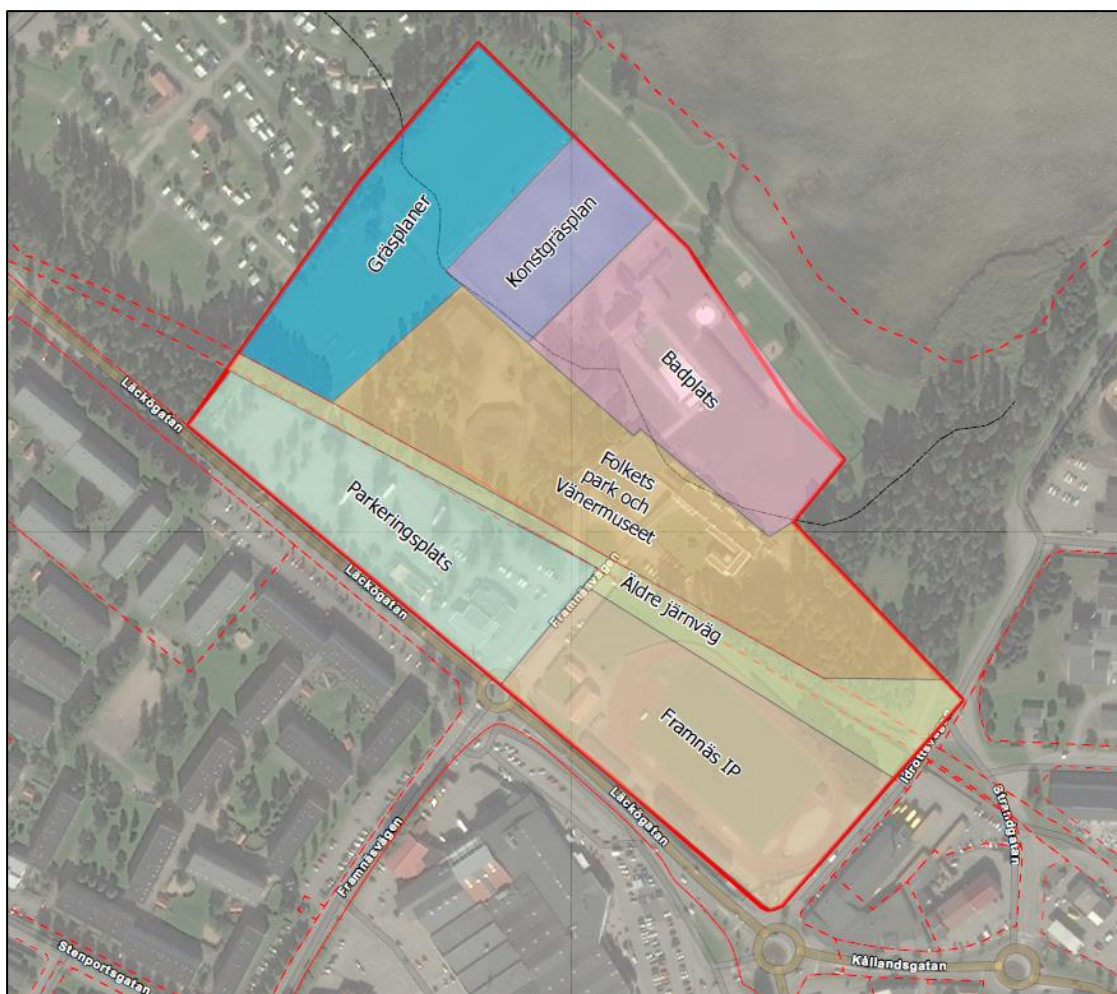 Gräsplaner
Konstgräsplan
Badplats
Läckögatan
Parkeringsplats
Folkets
park och
vänermuseet
Läckögatan
Framnäsvägen
Äldre järnväg
Framnäs IP
Idrottsvägen
Läckögatan
Strandgatan
Framnäsvägen
Stenportsgatan
Kållandsgatan